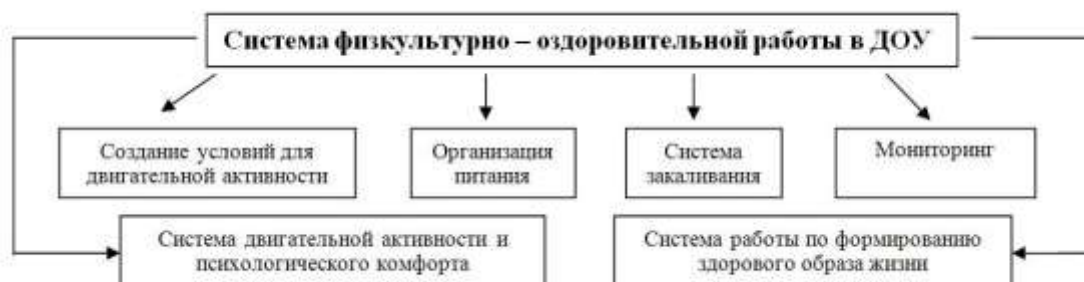 Система физкультурно – оздоровительной работы в ДОУ
Создание условий для
двигательной активности
Организация
питания
Система
закаливания
Мониторинг
Система двигательной активности и
психологического комфорта
Система работы по формированию
здорового образа жизни